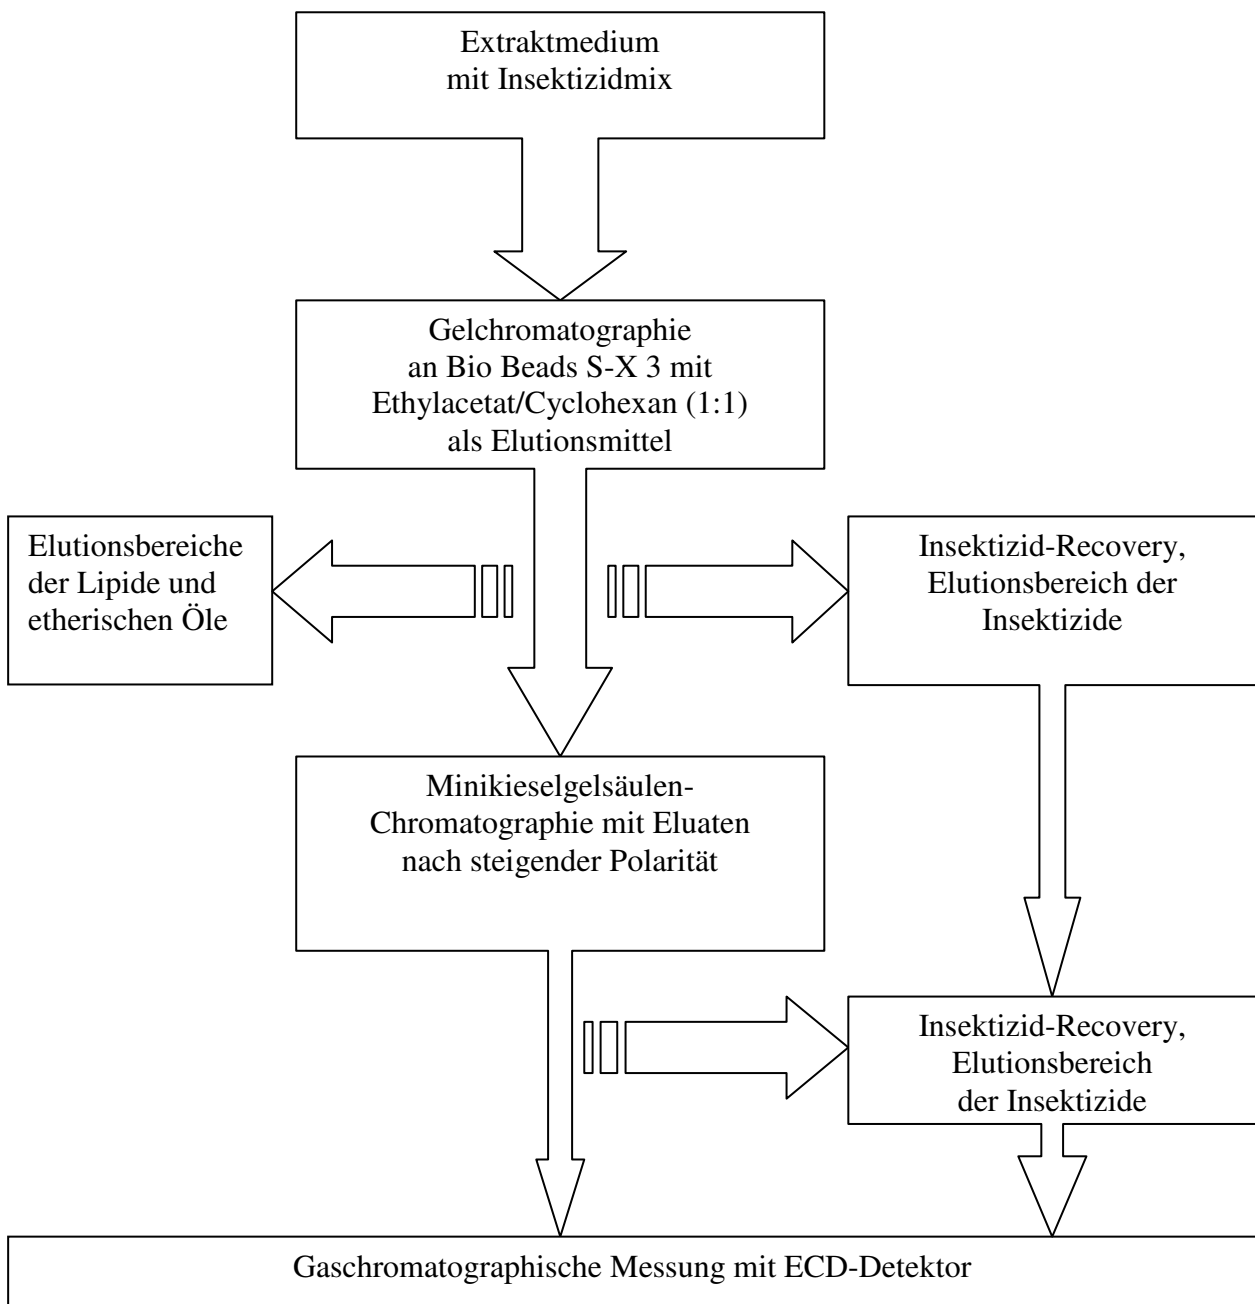 Extraktmedium
mit Insektizidmix
Gelchromatographie
an Bio Beads S-X 3 mit
Ethylacetat/Cyclohexan (1:1)
als Elutionsmittel
Elutionsbereiche
der Lipide und
etherischen Öle
Insektizid-Recovery,
Elutionsbereich der
Insektizide
Minikieselgelsäulen-
Chromatographie mit Eluaten
nach steigender Polarität
Insektizid-Recovery,
Elutionsbereich
der Insektizide
Gaschromatographische Messung mit ECD-Detektor